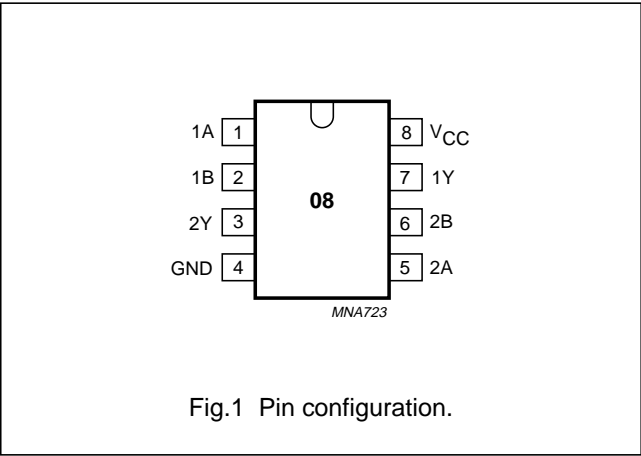 1A 1 8 VCC
1B 2 7 1Y
08
2Y 3 6 2B
GND 4 5 2A
MNA723
Fig.1 Pin configuration.